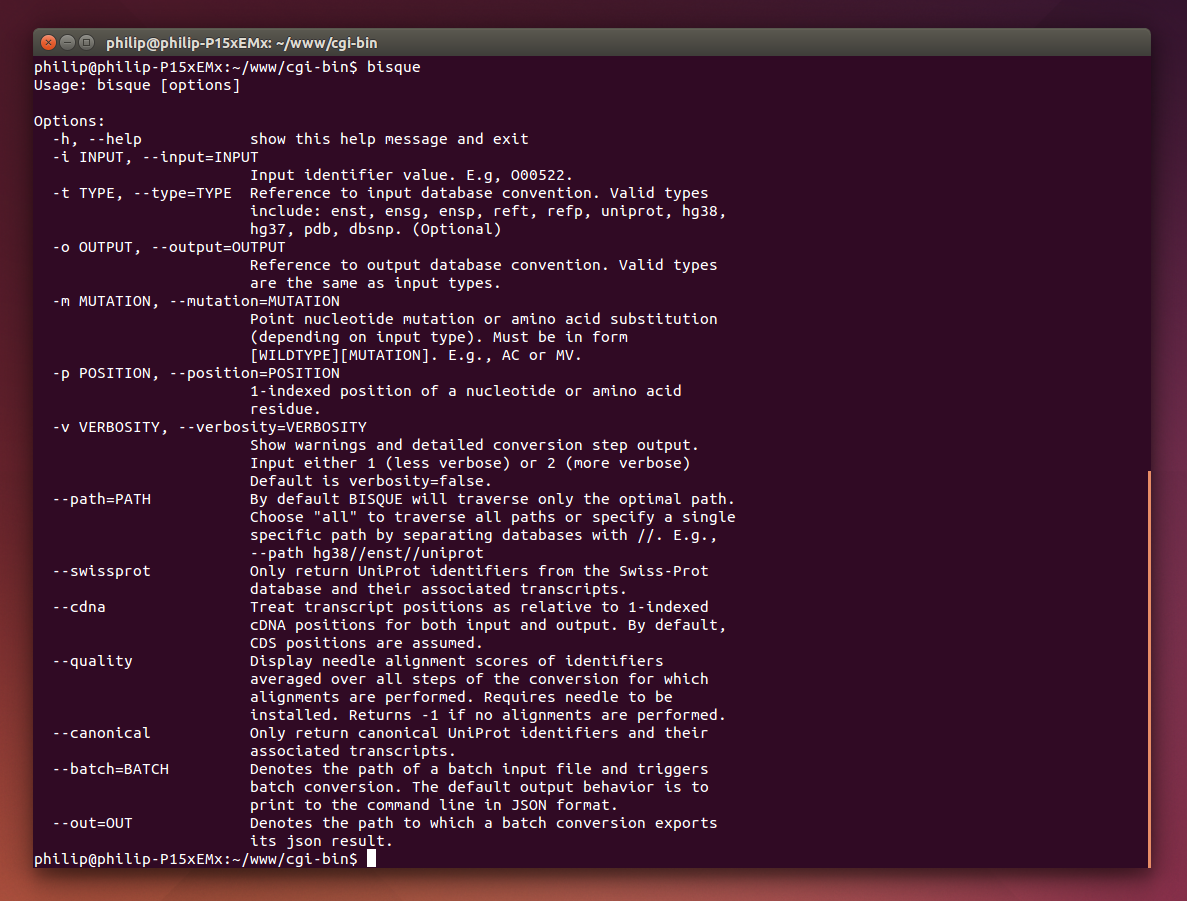 philip@philip-P15xEMx: ~/www/cgi-bin
philip@philip-P15xEMx:~/www/cgi-bin$ bisque
Usage: bisque [options]

Options:
  -h, --help            show this help message and exit
  -i INPUT, --input=INPUT
                        Input identifier value. E.g, O00522.
  -t TYPE, --type=TYPE  Reference to input database convention. Valid types
                        include: enst, ensg, ensp, reft, refp, uniprot, hg38,
                        hg37, pdb, dbsnp. (Optional)
  -o OUTPUT, --output=OUTPUT
                        Reference to output database convention. Valid types
                        are the same as input types.
  -m MUTATION, --mutation=MUTATION
                        Point nucleotide mutation or amino acid substitution
                        (depending on input type). Must be in form
                        [WILDTYPE][MUTATION]. E.g., AC or MV.
  -p POSITION, --position=POSITION
                        1-indexed position of a nucleotide or amino acid
                        residue.
  -v VERBOSITY, --verbosity=VERBOSITY
                        Show warnings and detailed conversion step output.
                        Input either 1 (less verbose) or 2 (more verbose)
                        Default is verbosity=false.
  --path=PATH           By default BISQUE will traverse only the optimal path.
                        Choose "all" to traverse all paths or specify a single
                        specific path by separating databases with //. E.g.,
                        --path hg38//enst//uniprot
  --swissprot           Only return UniProt identifiers from the Swiss-Prot
                        database and their associated transcripts.
  --cdna                Treat transcript positions as relative to 1-indexed
                        cDNA positions for both input and output. By default,
                        CDS positions are assumed.
  --quality             Display needle alignment scores of identifiers
                        averaged over all steps of the conversion for which
                        alignments are performed. Requires needle to be
                        installed. Returns -1 if no alignments are performed.
  --canonical           Only return canonical UniProt identifiers and their
                        associated transcripts.
  --batch=BATCH         Denotes the path of a batch input file and triggers
                        batch conversion. The default output behavior is to
                        print to the command line in JSON format.
  --out=OUT             Denotes the path to which a batch conversion exports
                        its json result.
philip@philip-P15xEMx:~/www/cgi-bin$